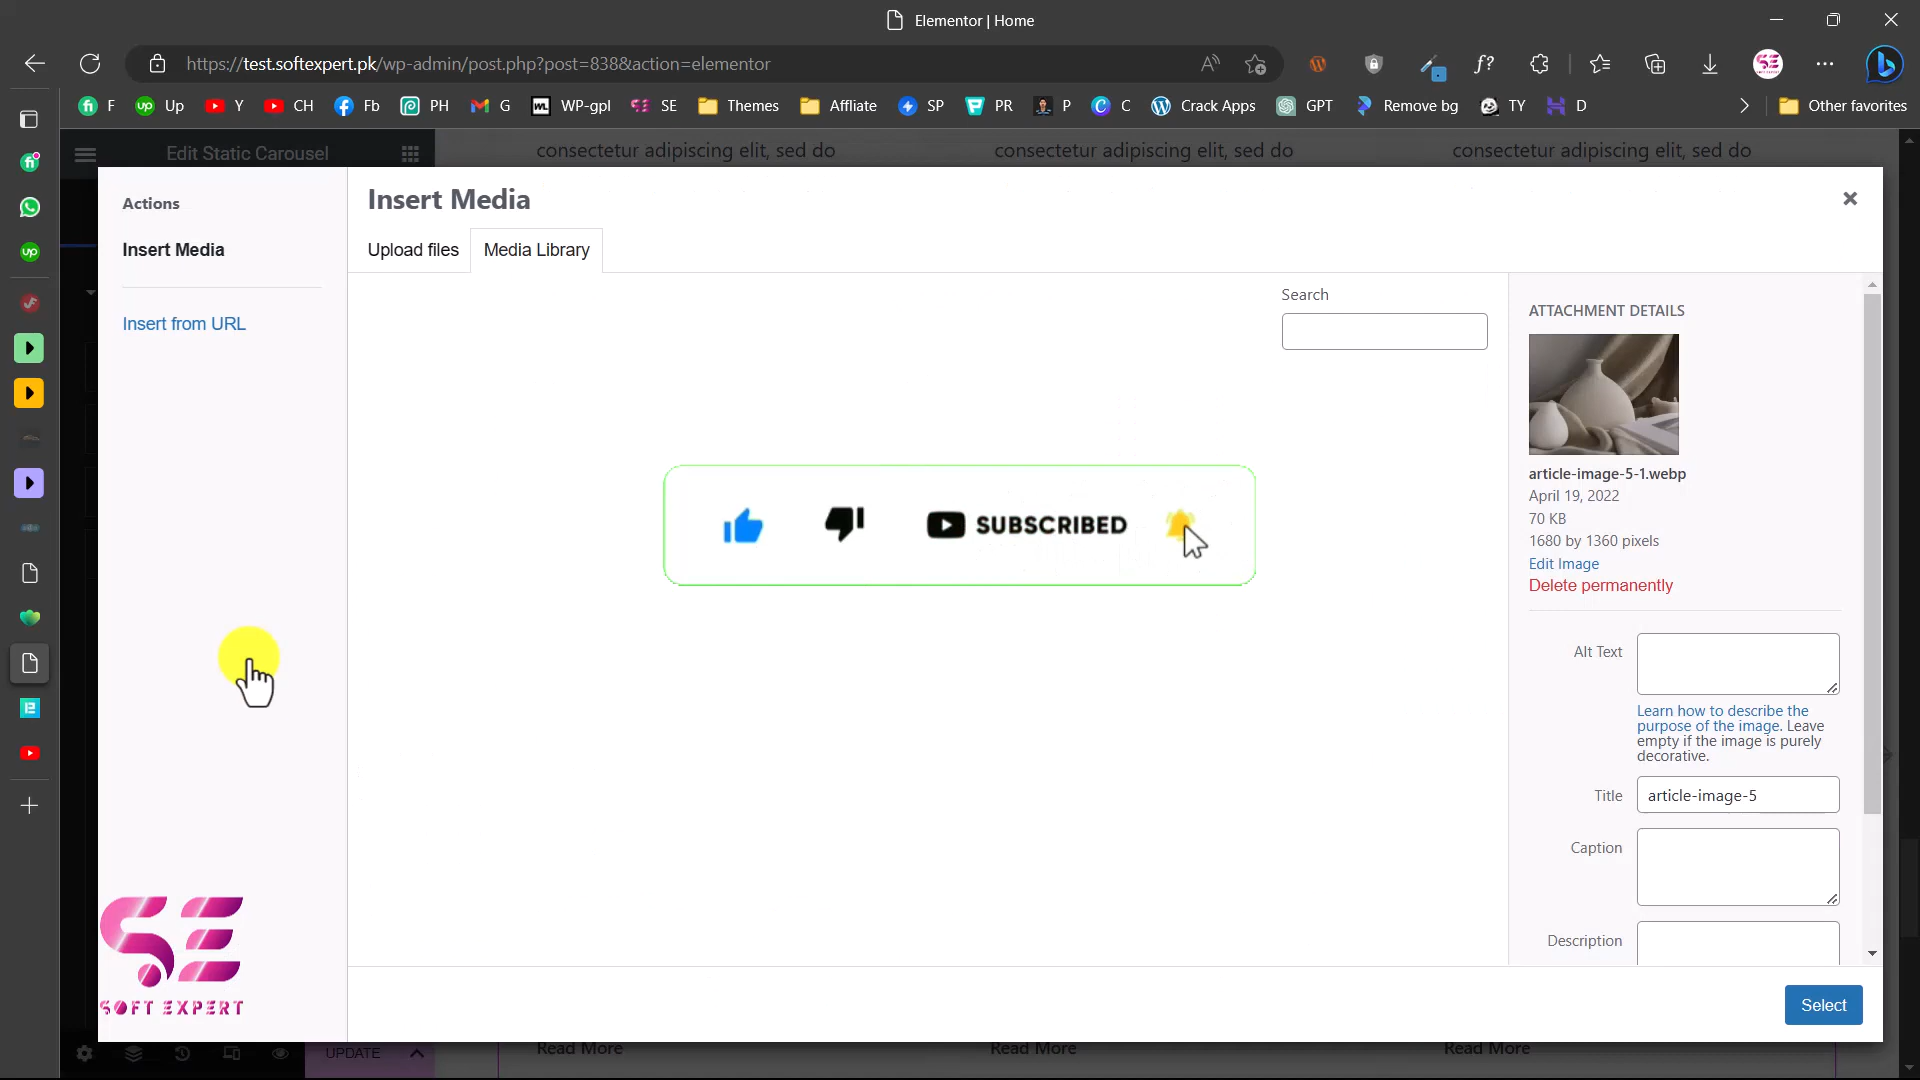 Elementor | Home
https://test.softexpert.pk/wp-admin/post.php?post=838&action=elementor
F Up Y CH Fb PH G WP-gpl SE Themes Affliate SP PR P C Crack Apps GPT Remove bg TY D Other favorites
Edit Static Carousel
consectetur adipiscing elit, sed do consectetur adipiscing elit, sed do consectetur adipiscing elit, sed do
Actions
Insert Media
Insert from URL
Insert Media
Upload files Media Library
Search
SUBSCRIBED
ATTACHMENT DETAILS
article-image-5-1.webp
April 19, 2022
70 KB
1680 by 1360 pixels
Edit Image
Delete permanently
Alt Text
Learn how to describe the
purpose of the image. Leave
empty if the image is purely
decorative.
Title article-image-5
Caption
Description
SE
SOFT EXPERT
Select
UPDATE
Read More Read More Read More